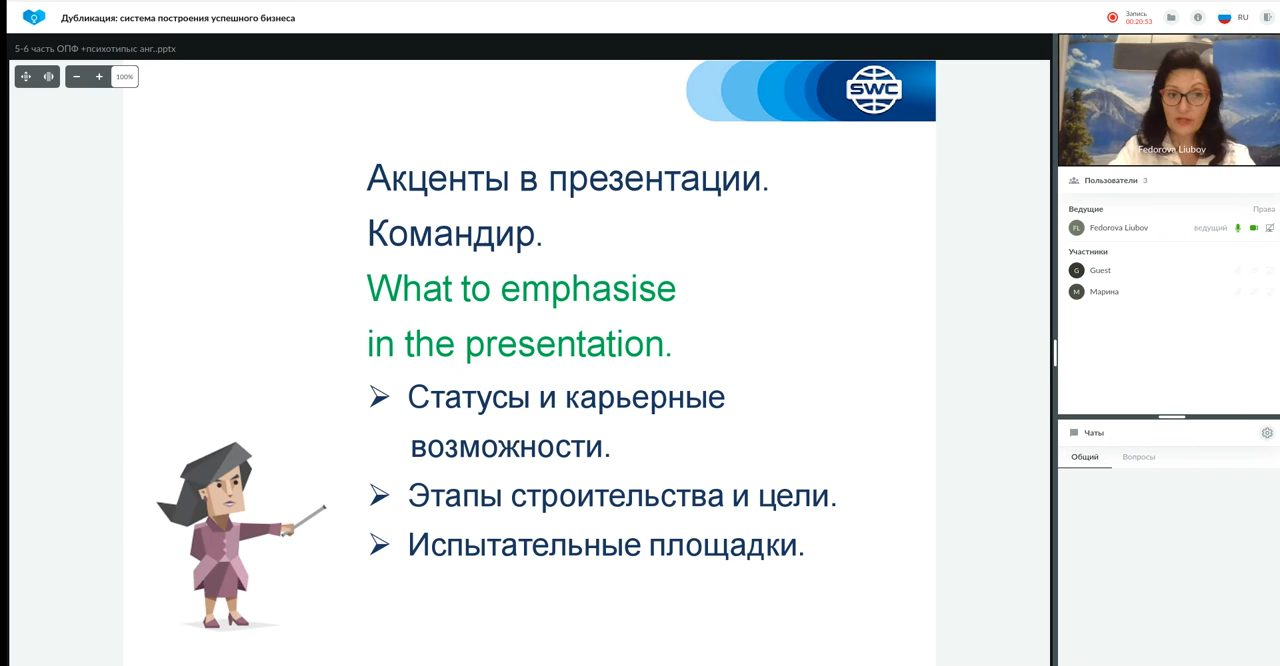 Дубликация: система построения успешного бизнеса
Запись
00:20:53
RU
5-6 часть ОПФ +психотипыс анг..pptx
100%
SWC
Акценты в презентации.
Командир.
What to emphasise
in the presentation.
Статусы и карьерные
возможности.
Этапы строительства и цели.
Испытательные площадки.
Fedorova Liubov
Пользователи 3
Ведущие Права
FL Fedorova Liubov ведущий
Участники
G Guest
М Марина
Чаты
Общий Вопросы